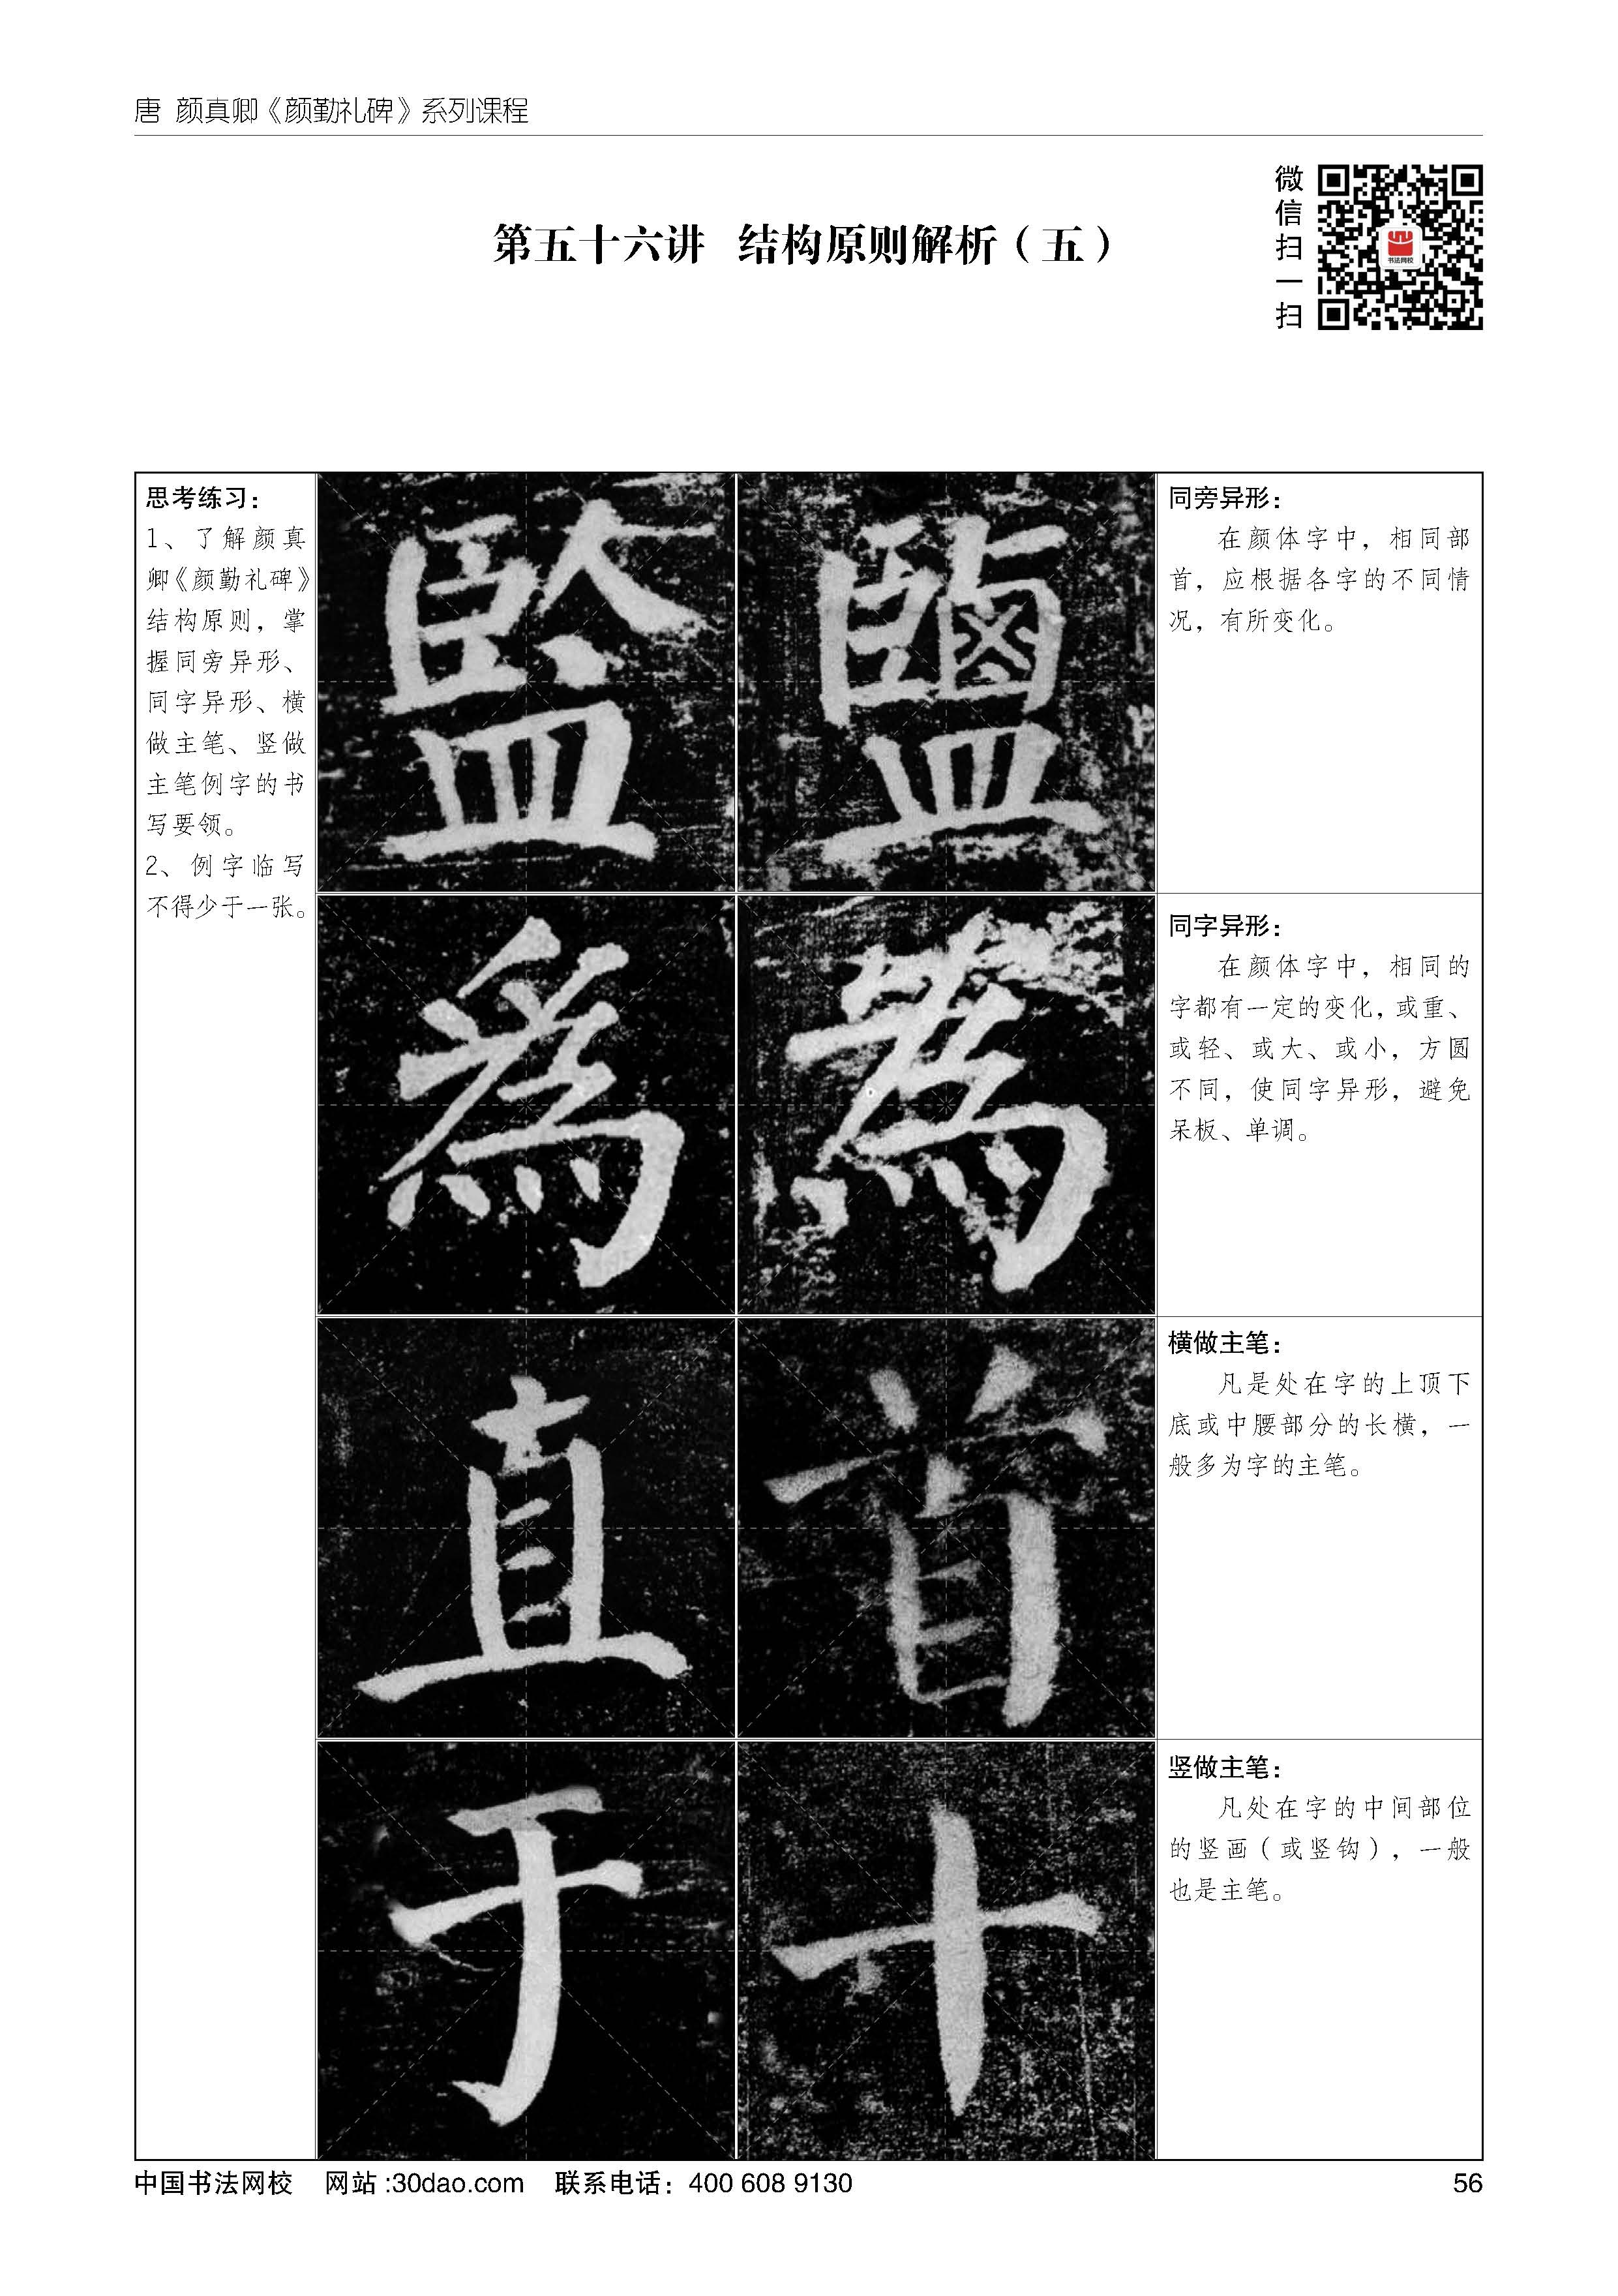 唐 颜真卿《颜勤礼碑》系列课程
微信扫一扫
书法网校
第五十六讲 结构原则解析（五）
思考练习：
1、了解颜真
卿《颜勤礼碑》
结构原则，掌
握同旁异形、
同字异形、横
做主笔、竖做
主笔例字的书
写要领。
2、例字临写
不得少于一张。
監 鹽
同旁异形：
在颜体字中，相同部
首，应根据各字的不同情
况，有所变化。
為 為
同字异形：
在颜体字中，相同的
字都有一定的变化，或重、
或轻、或大、或小，方圆
不同，使同字异形，避免
呆板、单调。
直 首
横做主笔：
凡是处在字的上顶下
底或中腰部分的长横，一
般多为字的主笔。
于 十
竖做主笔：
凡处在字的中间部位
的竖画（或竖钩），一般
也是主笔。
中国书法网校 网站:30dao.com 联系电话：400 608 9130
56